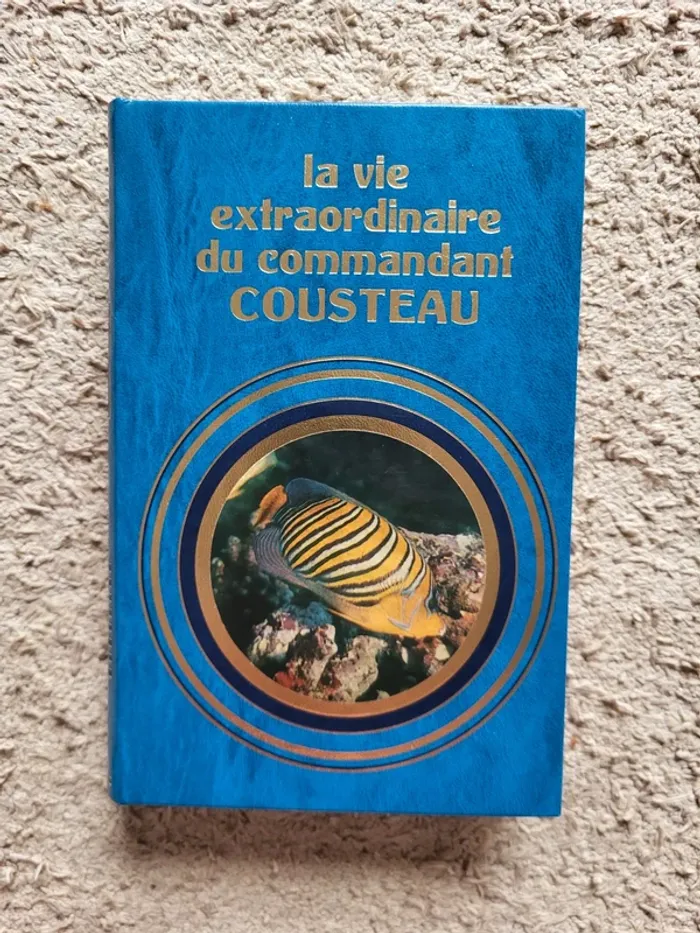 la vie
extraordinaire
du commandant
COUSTEAU